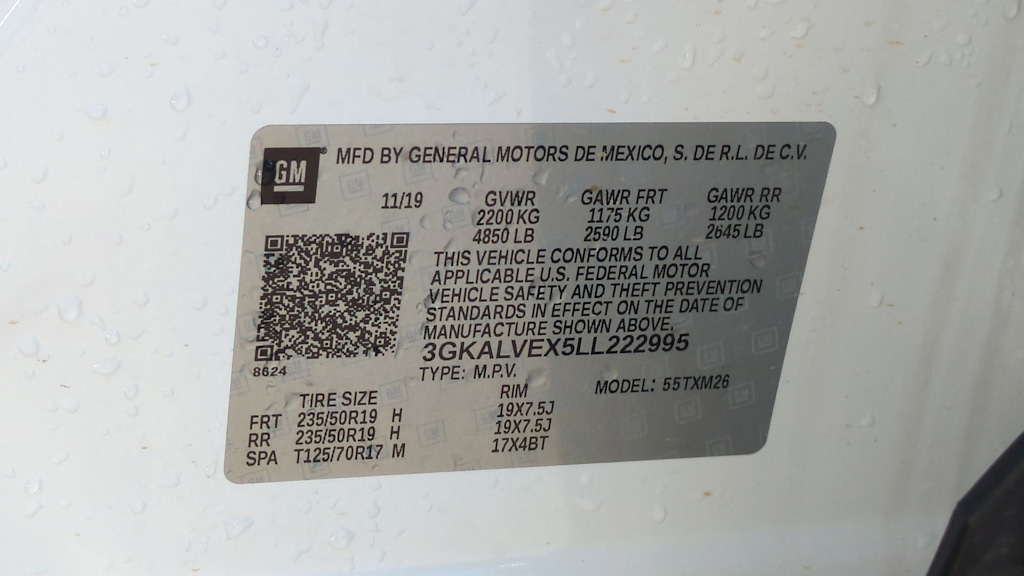 GM
MFD BY GENERAL MOTORS DE MEXICO, S. DE R.L. DE C.V.
11/19 GVWR GAWR FRT GAWR RR
2200 KG 1175 KG 1200 KG
4850 LB 2590 LB 2645 LB
THIS VEHICLE CONFORMS TO ALL
APPLICABLE U.S. FEDERAL MOTOR
VEHICLE SAFETY AND THEFT PREVENTION
STANDARDS IN EFFECT ON THE DATE OF
MANUFACTURE SHOWN ABOVE.
3GKALVEX5LL222995
8624
TYPE: M.P.V. MODEL: 55TXM26
TIRE SIZE RIM
FRT 235/50R19 H 19X7.5J
RR 235/50R19 H 19X7.5J
SPA T125/70R17 M 17X4BT